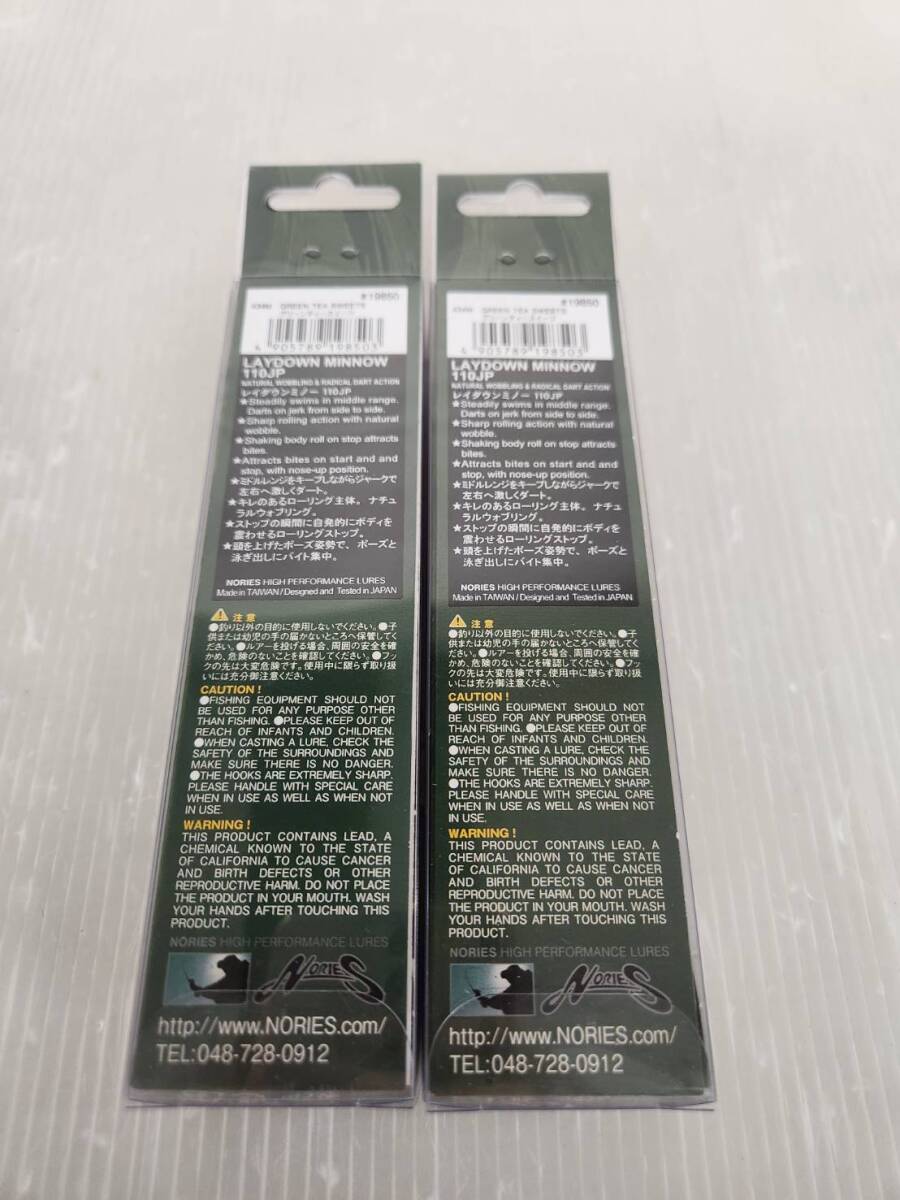 #19850
GREEN TEA SWEETS
グリーンティースイーツ
4 905789 198503
LAYDOWN MINNOW
110JP
NATURAL WOBBLING & RADICAL DART ACTION
レイダウンミノー 110JP
★Steadily swims in middle range.
Darts on jerk from side to side.
★Sharp rolling action with natural
wobble.
★Shaking body roll on stop attracts
bites.
★Attracts bites on start and and
stop, with nose-up position.
★ミドルレンジをキープしながらジャークで
左右へ激しくダート。
★キレのあるローリング主体。ナチュ
ラルウォブリング。
★ストップの瞬間に自発的にボディを
震わせるローリングストップ。
★頭を上げたポーズ姿勢で、ポーズと
泳ぎ出しにバイト集中。
NORIES HIGH PERFORMANCE LURES
Made in TAIWAN / Designed and Tested in JAPAN
注意
●釣り以外の目的に使用しないでください。●子
供または幼児の手の届かないところへ保管してく
ださい。●ルアーを投げる場合、周囲の安全を確
かめ、危険のないことを確認してください。●フッ
クの先は大変危険です。使用中に限らず取り扱
いには充分御注意ください。
CAUTION !
●FISHING EQUIPMENT SHOULD NOT
BE USED FOR ANY PURPOSE OTHER
THAN FISHING. ●PLEASE KEEP OUT OF
REACH OF INFANTS AND CHILDREN.
●WHEN CASTING A LURE, CHECK THE
SAFETY OF THE SURROUNDINGS AND
MAKE SURE THERE IS NO DANGER.
●THE HOOKS ARE EXTREMELY SHARP.
PLEASE HANDLE WITH SPECIAL CARE
WHEN IN USE AS WELL AS WHEN NOT
IN USE.
WARNING !
THIS PRODUCT CONTAINS LEAD, A
CHEMICAL KNOWN TO THE STATE
OF CALIFORNIA TO CAUSE CANCER
AND BIRTH DEFECTS OR OTHER
REPRODUCTIVE HARM. DO NOT PLACE
THE PRODUCT IN YOUR MOUTH. WASH
YOUR HANDS AFTER TOUCHING THIS
PRODUCT.
NORIES HIGH PERFORMANCE LURES
NORIES
http://www.NORIES.com/
TEL:048-728-0912
#19850
GREEN TEA SWEETS
グリーンティースイーツ
4 905789 198503
LAYDOWN MINNOW
110JP
NATURAL WOBBLING & RADICAL DART ACTION
レイダウンミノー 110JP
★Steadily swims in middle range.
Darts on jerk from side to side.
★Sharp rolling action with natural
wobble.
★Shaking body roll on stop attracts
bites.
★Attracts bites on start and and
stop, with nose-up position.
★ミドルレンジをキープしながらジャークで
左右へ激しくダート。
★キレのあるローリング主体。ナチュ
ラルウォブリング。
★ストップの瞬間に自発的にボディを
震わせるローリングストップ。
★頭を上げたポーズ姿勢で、ポーズと
泳ぎ出しにバイト集中。
NORIES HIGH PERFORMANCE LURES
Made in TAIWAN / Designed and Tested in JAPAN
注意
●釣り以外の目的に使用しないでください。●子
供または幼児の手の届かないところへ保管してく
ださい。●ルアーを投げる場合、周囲の安全を確
かめ、危険のないことを確認してください。●フッ
クの先は大変危険です。使用中に限らず取り扱
いには充分御注意ください。
CAUTION !
●FISHING EQUIPMENT SHOULD NOT
BE USED FOR ANY PURPOSE OTHER
THAN FISHING. ●PLEASE KEEP OUT OF
REACH OF INFANTS AND CHILDREN.
●WHEN CASTING A LURE, CHECK THE
SAFETY OF THE SURROUNDINGS AND
MAKE SURE THERE IS NO DANGER.
●THE HOOKS ARE EXTREMELY SHARP.
PLEASE HANDLE WITH SPECIAL CARE
WHEN IN USE AS WELL AS WHEN NOT
IN USE.
WARNING !
THIS PRODUCT CONTAINS LEAD, A
CHEMICAL KNOWN TO THE STATE
OF CALIFORNIA TO CAUSE CANCER
AND BIRTH DEFECTS OR OTHER
REPRODUCTIVE HARM. DO NOT PLACE
THE PRODUCT IN YOUR MOUTH. WASH
YOUR HANDS AFTER TOUCHING THIS
PRODUCT.
NORIES HIGH PERFORMANCE LURES
NORIES
http://www.NORIES.com/
TEL:048-728-0912